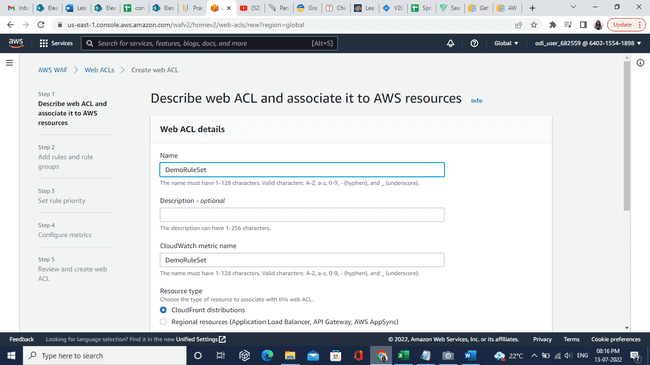 Inb
Elec
Les
Elec
con
Elec
Pra
(52
Pan
Gra
Chi
Lea
V20
Spl
Sec
Get
AW
Update
us-east-1.console.aws.amazon.com/wafv2/homev2/web-acls/new?region=global
aws
Services
Search for services, features, blogs, docs, and more
[Alt+S]
Global
odl_user_682559 @ 6402-1554-1898
AWS WAF
Web ACLs
Create web ACL
Step 1
Describe web ACL and
associate it to AWS
resources
Step 2
Add rules and rule
groups
Step 3
Set rule priority
Step 4
Configure metrics
Step 5
Review and create web
ACL
Describe web ACL and associate it to AWS resources
Info
Web ACL details
Name
DemoRuleSet
The name must have 1-128 characters. Valid characters: A-Z, a-z, 0-9, - (hyphen), and _ (underscore).
Description - optional
The description can have 1-256 characters.
CloudWatch metric name
DemoRuleSet
The name must have 1-128 characters. Valid characters: A-Z, a-z, 0-9, - (hyphen), and _ (underscore).
Resource type
Choose the type of resource to associate with this web ACL.
CloudFront distributions
Regional resources (Application Load Balancer, API Gateway, AWS AppSync)
Feedback
Looking for language selection? Find it in the new Unified Settings
© 2022, Amazon Web Services, Inc. or its affiliates.
Privacy
Terms
Cookie preferences
Type here to search
22°C
ENG
08:16 PM
13-07-2022